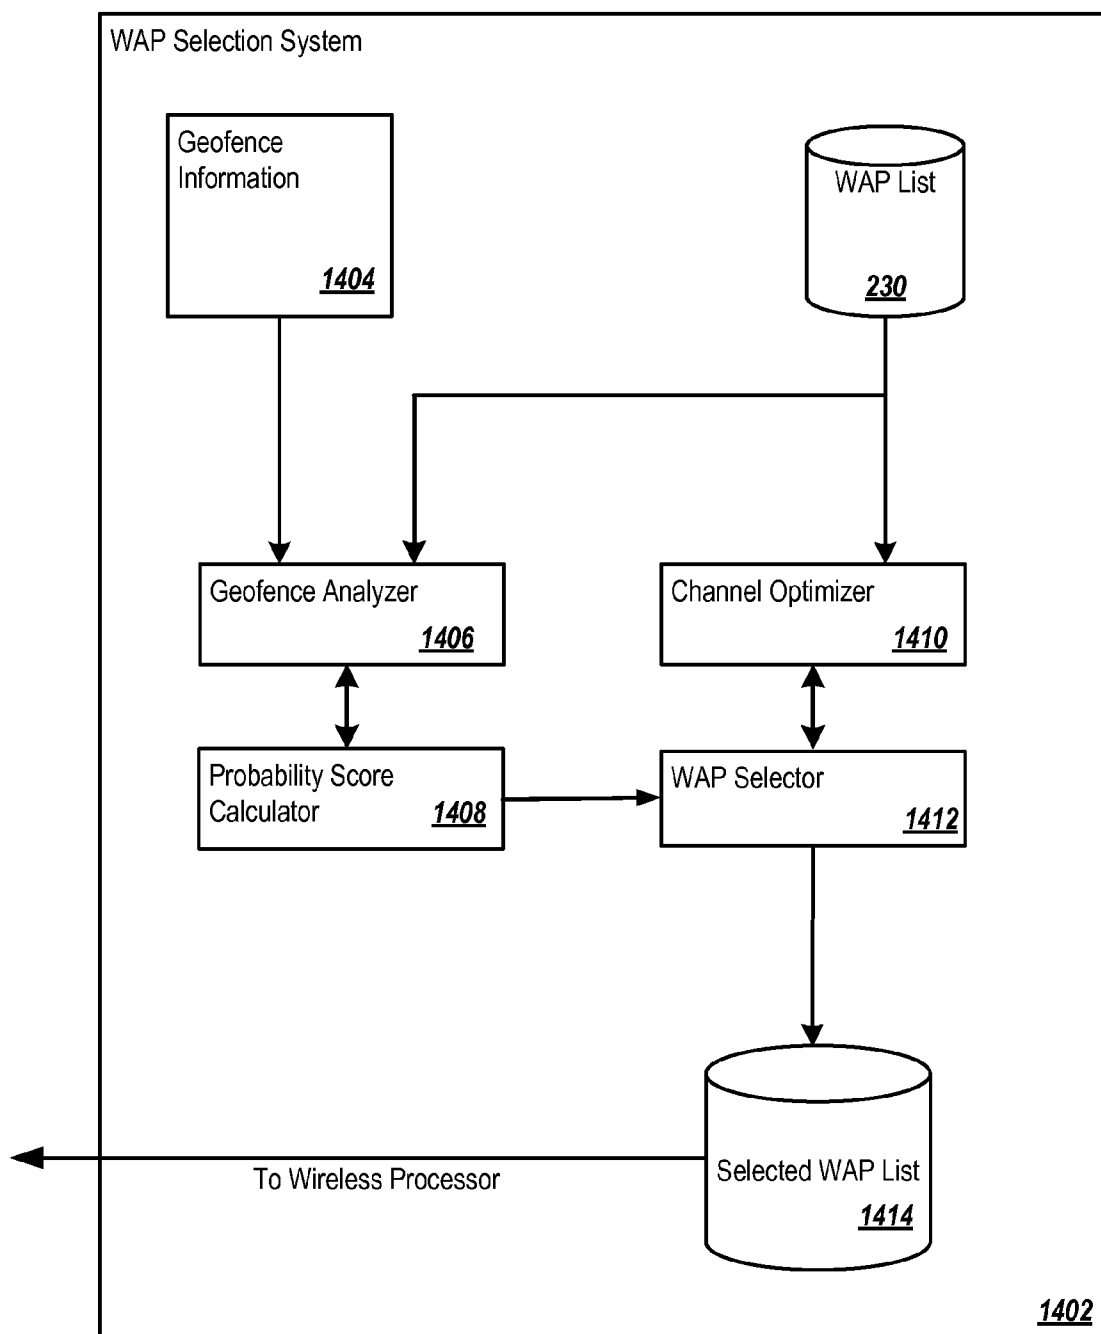 WAP Selection System
Geofence
Information
1404
WAP List
230
Geofence Analyzer
1406
Channel Optimizer
1410
Probability Score
Calculator
1408
WAP Selector
1412
To Wireless Processor
Selected WAP List
1414
1402